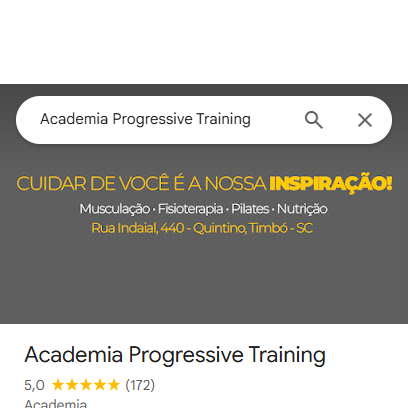 Academia Progressive Training
CUIDAR DE VOCÊ É A NOSSA INSPIRAÇÃO!
Musculação • Fisioterapia • Pilates • Nutrição
Rua Indaial, 440 - Quintino, Timbó - SC
Academia Progressive Training
5,0 (172)
Academia